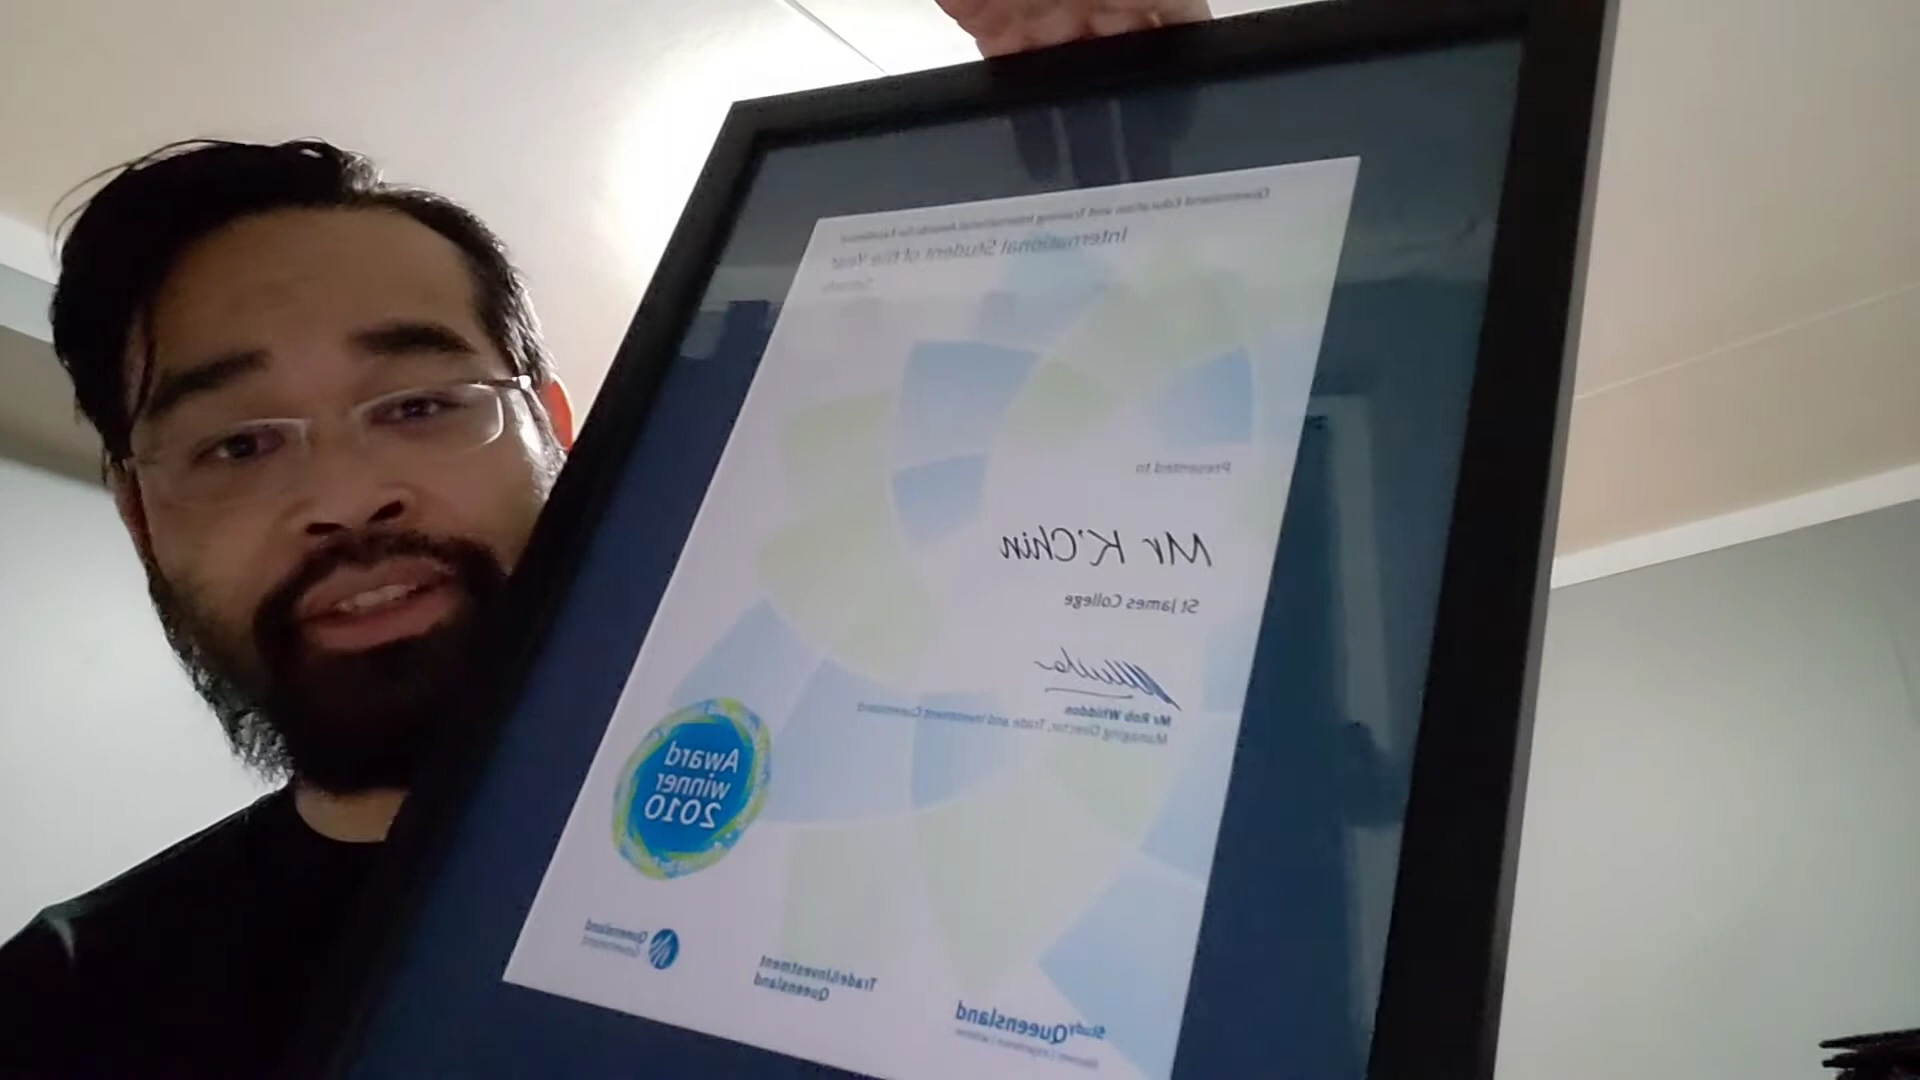 Queensland Education and Training International Awards for Excellence
International Student of the Year
Presented to
Mr K'Chin
St James College
Mr Rob Whiddon
Managing Director, Trade and Investment Queensland
Award
winner
2010
Queensland
Government
Trade&Investment
Queensland
StudyQueensland